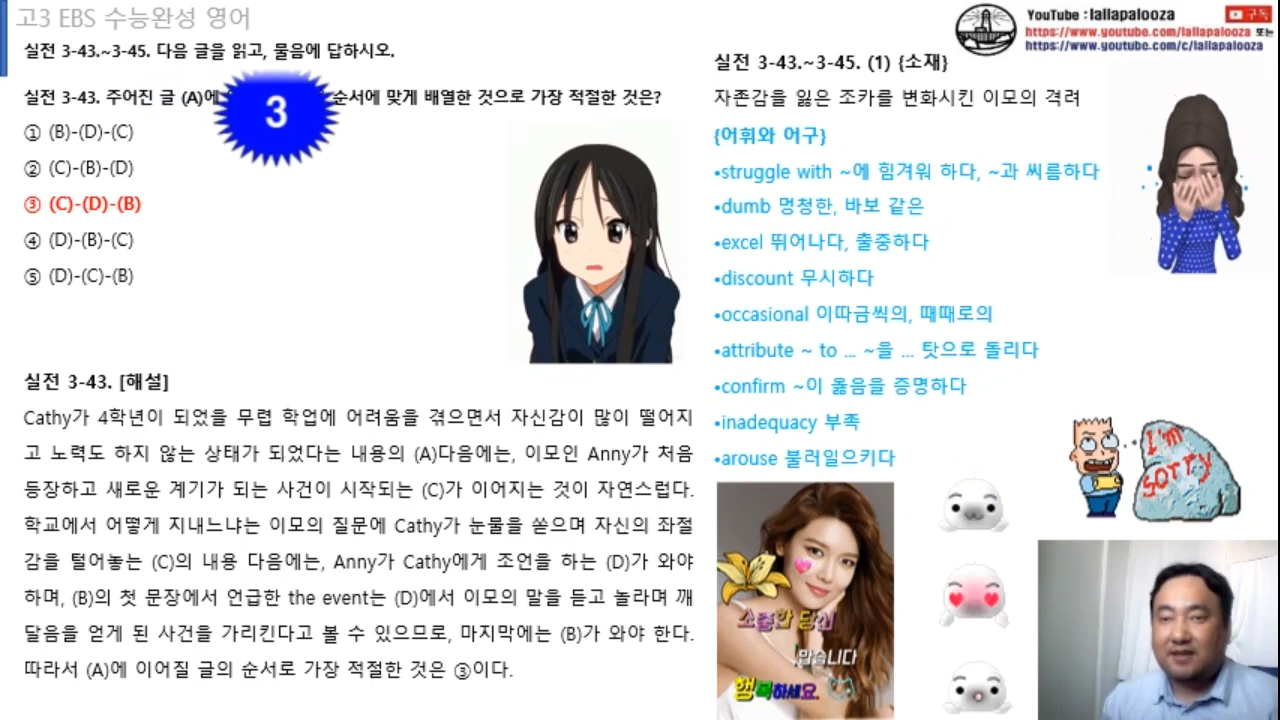 고3 EBS 수능완성 영어
실전 3-43.~3-45. 다음 글을 읽고, 물음에 답하시오.
실전 3-43. 주어진 글 (A)에 순서에 맞게 배열한 것으로 가장 적절한 것은?
3
① (B)-(D)-(C)
② (C)-(B)-(D)
③ (C)-(D)-(B)
④ (D)-(B)-(C)
⑤ (D)-(C)-(B)
실전 3-43. [해설]
Cathy가 4학년이 되었을 무렵 학업에 어려움을 겪으면서 자신감이 많이 떨어지
고 노력도 하지 않는 상태가 되었다는 내용의 (A)다음에는, 이모인 Anny가 처음
등장하고 새로운 계기가 되는 사건이 시작되는 (C)가 이어지는 것이 자연스럽다.
학교에서 어떻게 지내느냐는 이모의 질문에 Cathy가 눈물을 쏟으며 자신의 좌절
감을 털어놓는 (C)의 내용 다음에는, Anny가 Cathy에게 조언을 하는 (D)가 와야
하며, (B)의 첫 문장에서 언급한 the event는 (D)에서 이모의 말을 듣고 놀라며 깨
달음을 얻게 된 사건을 가리킨다고 볼 수 있으므로, 마지막에는 (B)가 와야 한다.
따라서 (A)에 이어질 글의 순서로 가장 적절한 것은 ③이다.
YouTube : lallapalooza
구독
https://www.youtube.com/lallapalooza 또는
https://www.youtube.com/c/lallapalooza
실전 3-43.~3-45. (1) {소재}
자존감을 잃은 조카를 변화시킨 이모의 격려
{어휘와 어구}
•struggle with ~에 힘겨워 하다, ~과 씨름하다
•dumb 멍청한, 바보 같은
•excel 뛰어나다, 출중하다
•discount 무시하다
•occasional 이따금씩의, 때때로의
•attribute ~ to ... ~을 ... 탓으로 돌리다
•confirm ~이 옳음을 증명하다
•inadequacy 부족
•arouse 불러일으키다
I'm
sorry
소중한 당신
행복하세요.